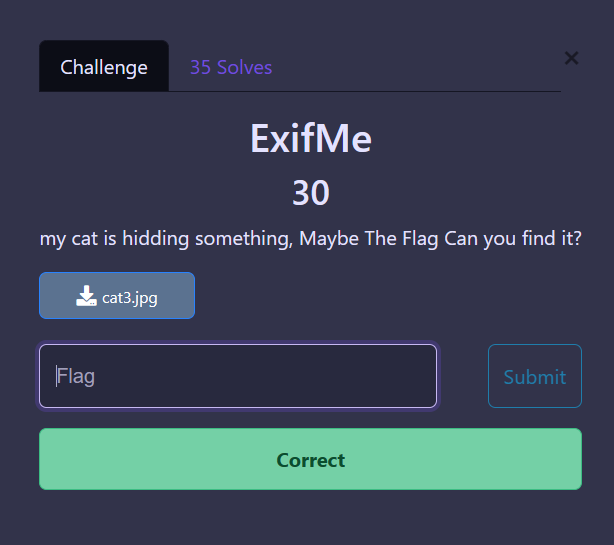 Challenge
35 Solves
×
ExifMe
30
my cat is hidding something, Maybe The Flag Can you find it?
cat3.jpg
Flag
Submit
Correct